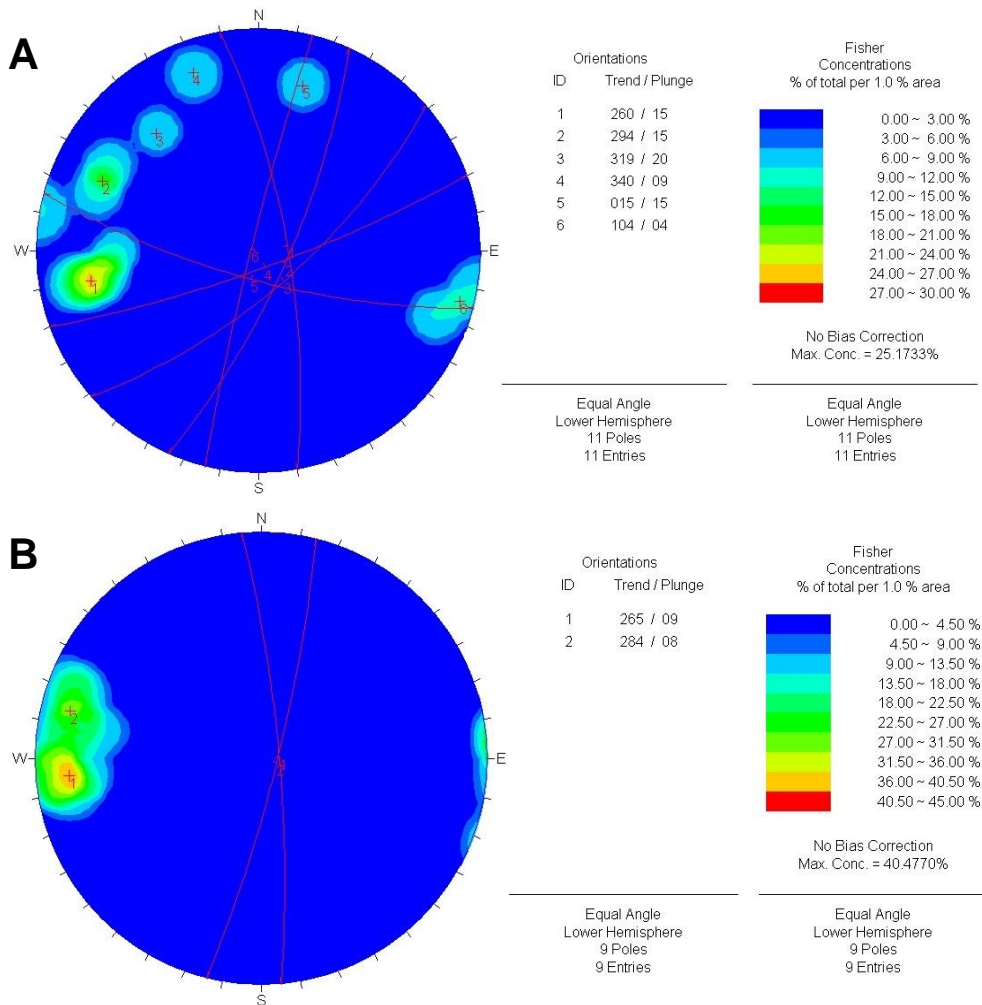 A
N
W
E
S
1
2
3
4
5
6
1
2
3
4
5
6
Orientations
ID Trend / Plunge
1 260 / 15
2 294 / 15
3 319 / 20
4 340 / 09
5 015 / 15
6 104 / 04
Equal Angle
Lower Hemisphere
11 Poles
11 Entries
Fisher
Concentrations
% of total per 1.0 % area
0.00 ~ 3.00 %
3.00 ~ 6.00 %
6.00 ~ 9.00 %
9.00 ~ 12.00 %
12.00 ~ 15.00 %
15.00 ~ 18.00 %
18.00 ~ 21.00 %
21.00 ~ 24.00 %
24.00 ~ 27.00 %
27.00 ~ 30.00 %
No Bias Correction
Max. Conc. = 25.1733%
Equal Angle
Lower Hemisphere
11 Poles
11 Entries
B
N
W
E
S
1
2
Orientations
ID Trend / Plunge
1 265 / 09
2 284 / 08
Equal Angle
Lower Hemisphere
9 Poles
9 Entries
Fisher
Concentrations
% of total per 1.0 % area
0.00 ~ 4.50 %
4.50 ~ 9.00 %
9.00 ~ 13.50 %
13.50 ~ 18.00 %
18.00 ~ 22.50 %
22.50 ~ 27.00 %
27.00 ~ 31.50 %
31.50 ~ 36.00 %
36.00 ~ 40.50 %
40.50 ~ 45.00 %
No Bias Correction
Max. Conc. = 40.4770%
Equal Angle
Lower Hemisphere
9 Poles
9 Entries